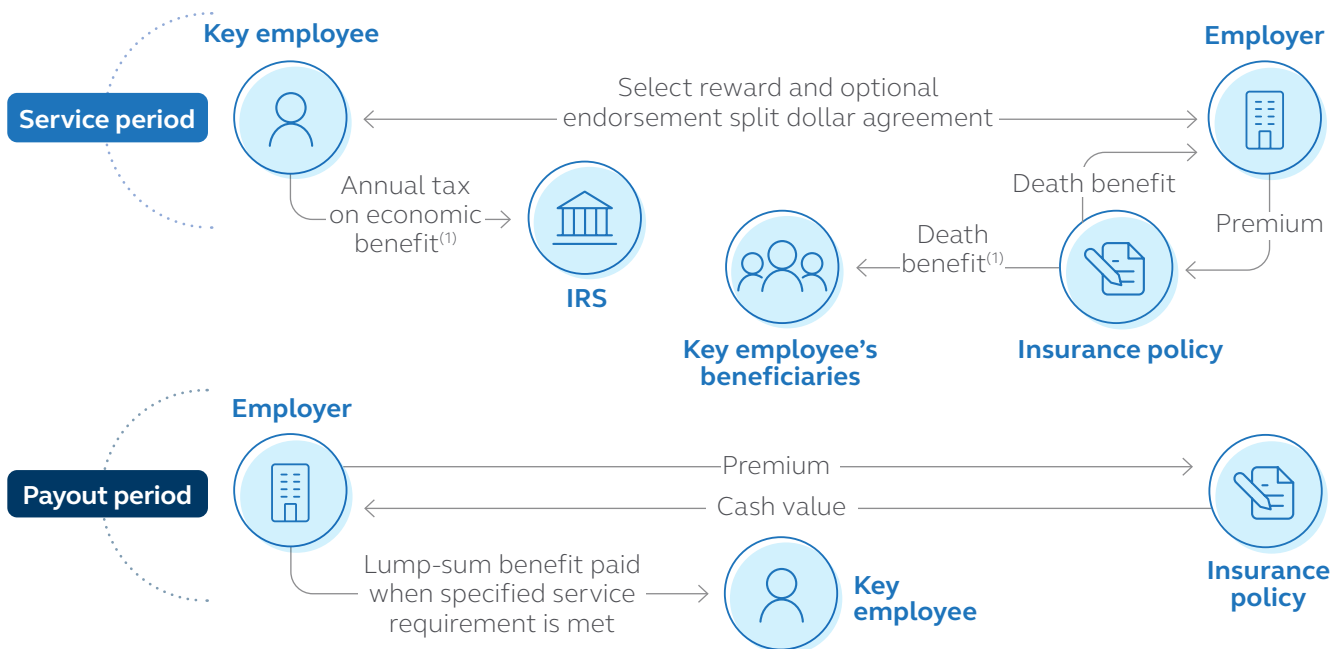 Key employee
Employer
Service period
Select reward and optional
endorsement split dollar agreement
Annual tax
on economic
benefit(1)
IRS
Death benefit
Premium
Death
benefit(1)
Key employee’s
beneficiaries
Insurance policy
Employer
Payout period
Premium
Cash value
Lump-sum benefit paid
when specified service
requirement is met
Key
employee
Insurance
policy